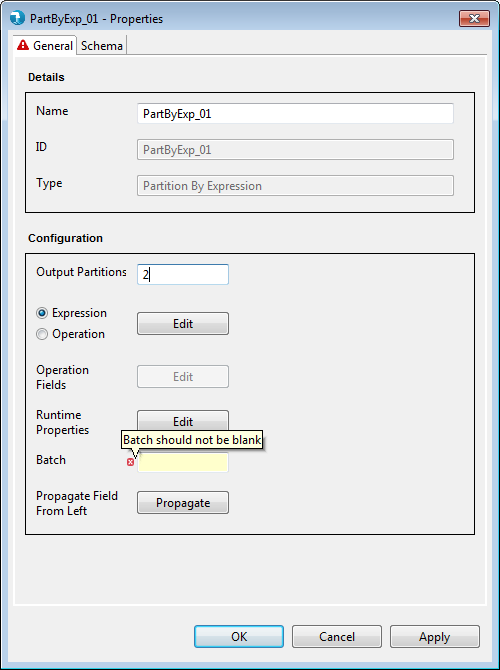 PartByExp_01 - Properties
General Schema
Details
Name PartByExp_01
ID PartByExp_01
Type Partition By Expression
Configuration
Output Partitions 2
Expression Edit
Operation
Operation
Fields Edit
Runtime
Properties Edit
Batch should not be blank
Batch
Propagate Field
From Left Propagate
OK Cancel Apply